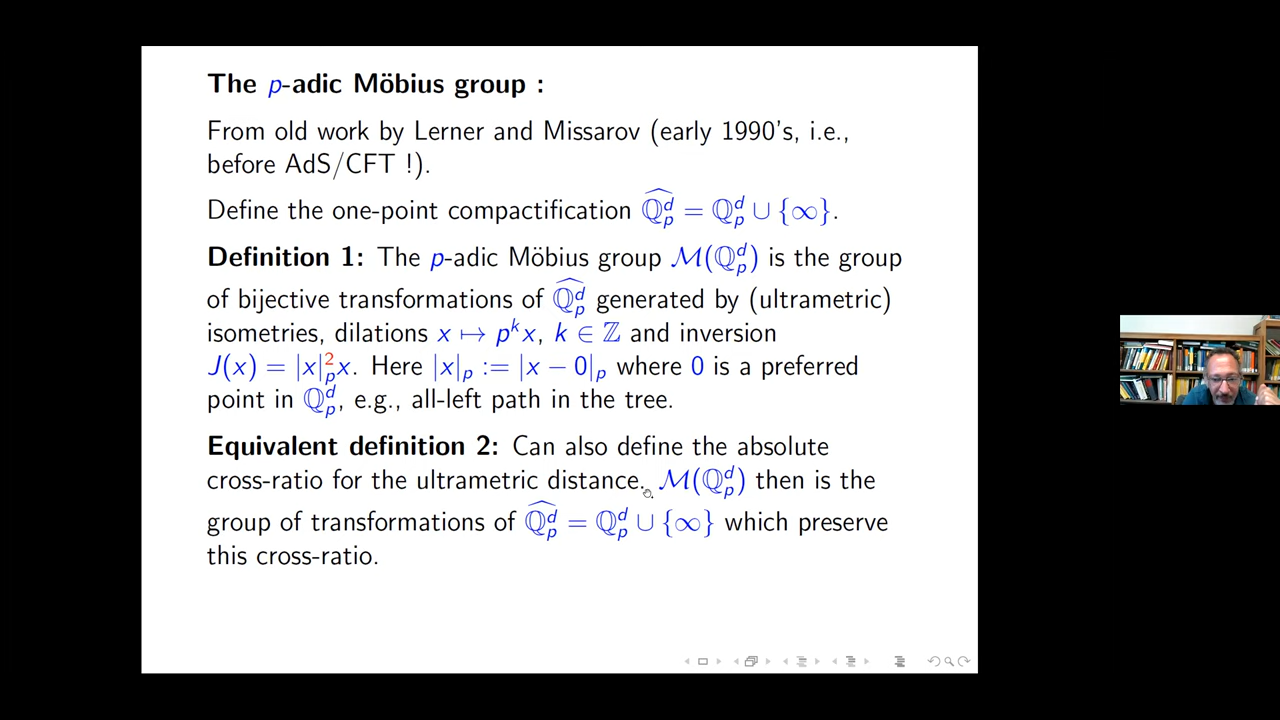 The p-adic Möbius group :
From old work by Lerner and Missarov (early 1990's, i.e.,
before AdS/CFT !).
Define the one-point compactification $\widehat{\mathbb{Q}_p^d} = \mathbb{Q}_p^d \cup \{\infty\}$.
Definition 1: The p-adic Möbius group $\mathcal{M}(\mathbb{Q}_p^d)$ is the group
of bijective transformations of $\widehat{\mathbb{Q}_p^d}$ generated by (ultrametric)
isometries, dilations $x \mapsto p^k x$, $k \in \mathbb{Z}$ and inversion
$J(x) = |x|_p^2 x$. Here $|x|_p := |x - 0|_p$ where 0 is a preferred
point in $\mathbb{Q}_p^d$, e.g., all-left path in the tree.
Equivalent definition 2: Can also define the absolute
cross-ratio for the ultrametric distance. $\mathcal{M}(\mathbb{Q}_p^d)$ then is the
group of transformations of $\widehat{\mathbb{Q}_p^d} = \mathbb{Q}_p^d \cup \{\infty\}$ which preserve
this cross-ratio.